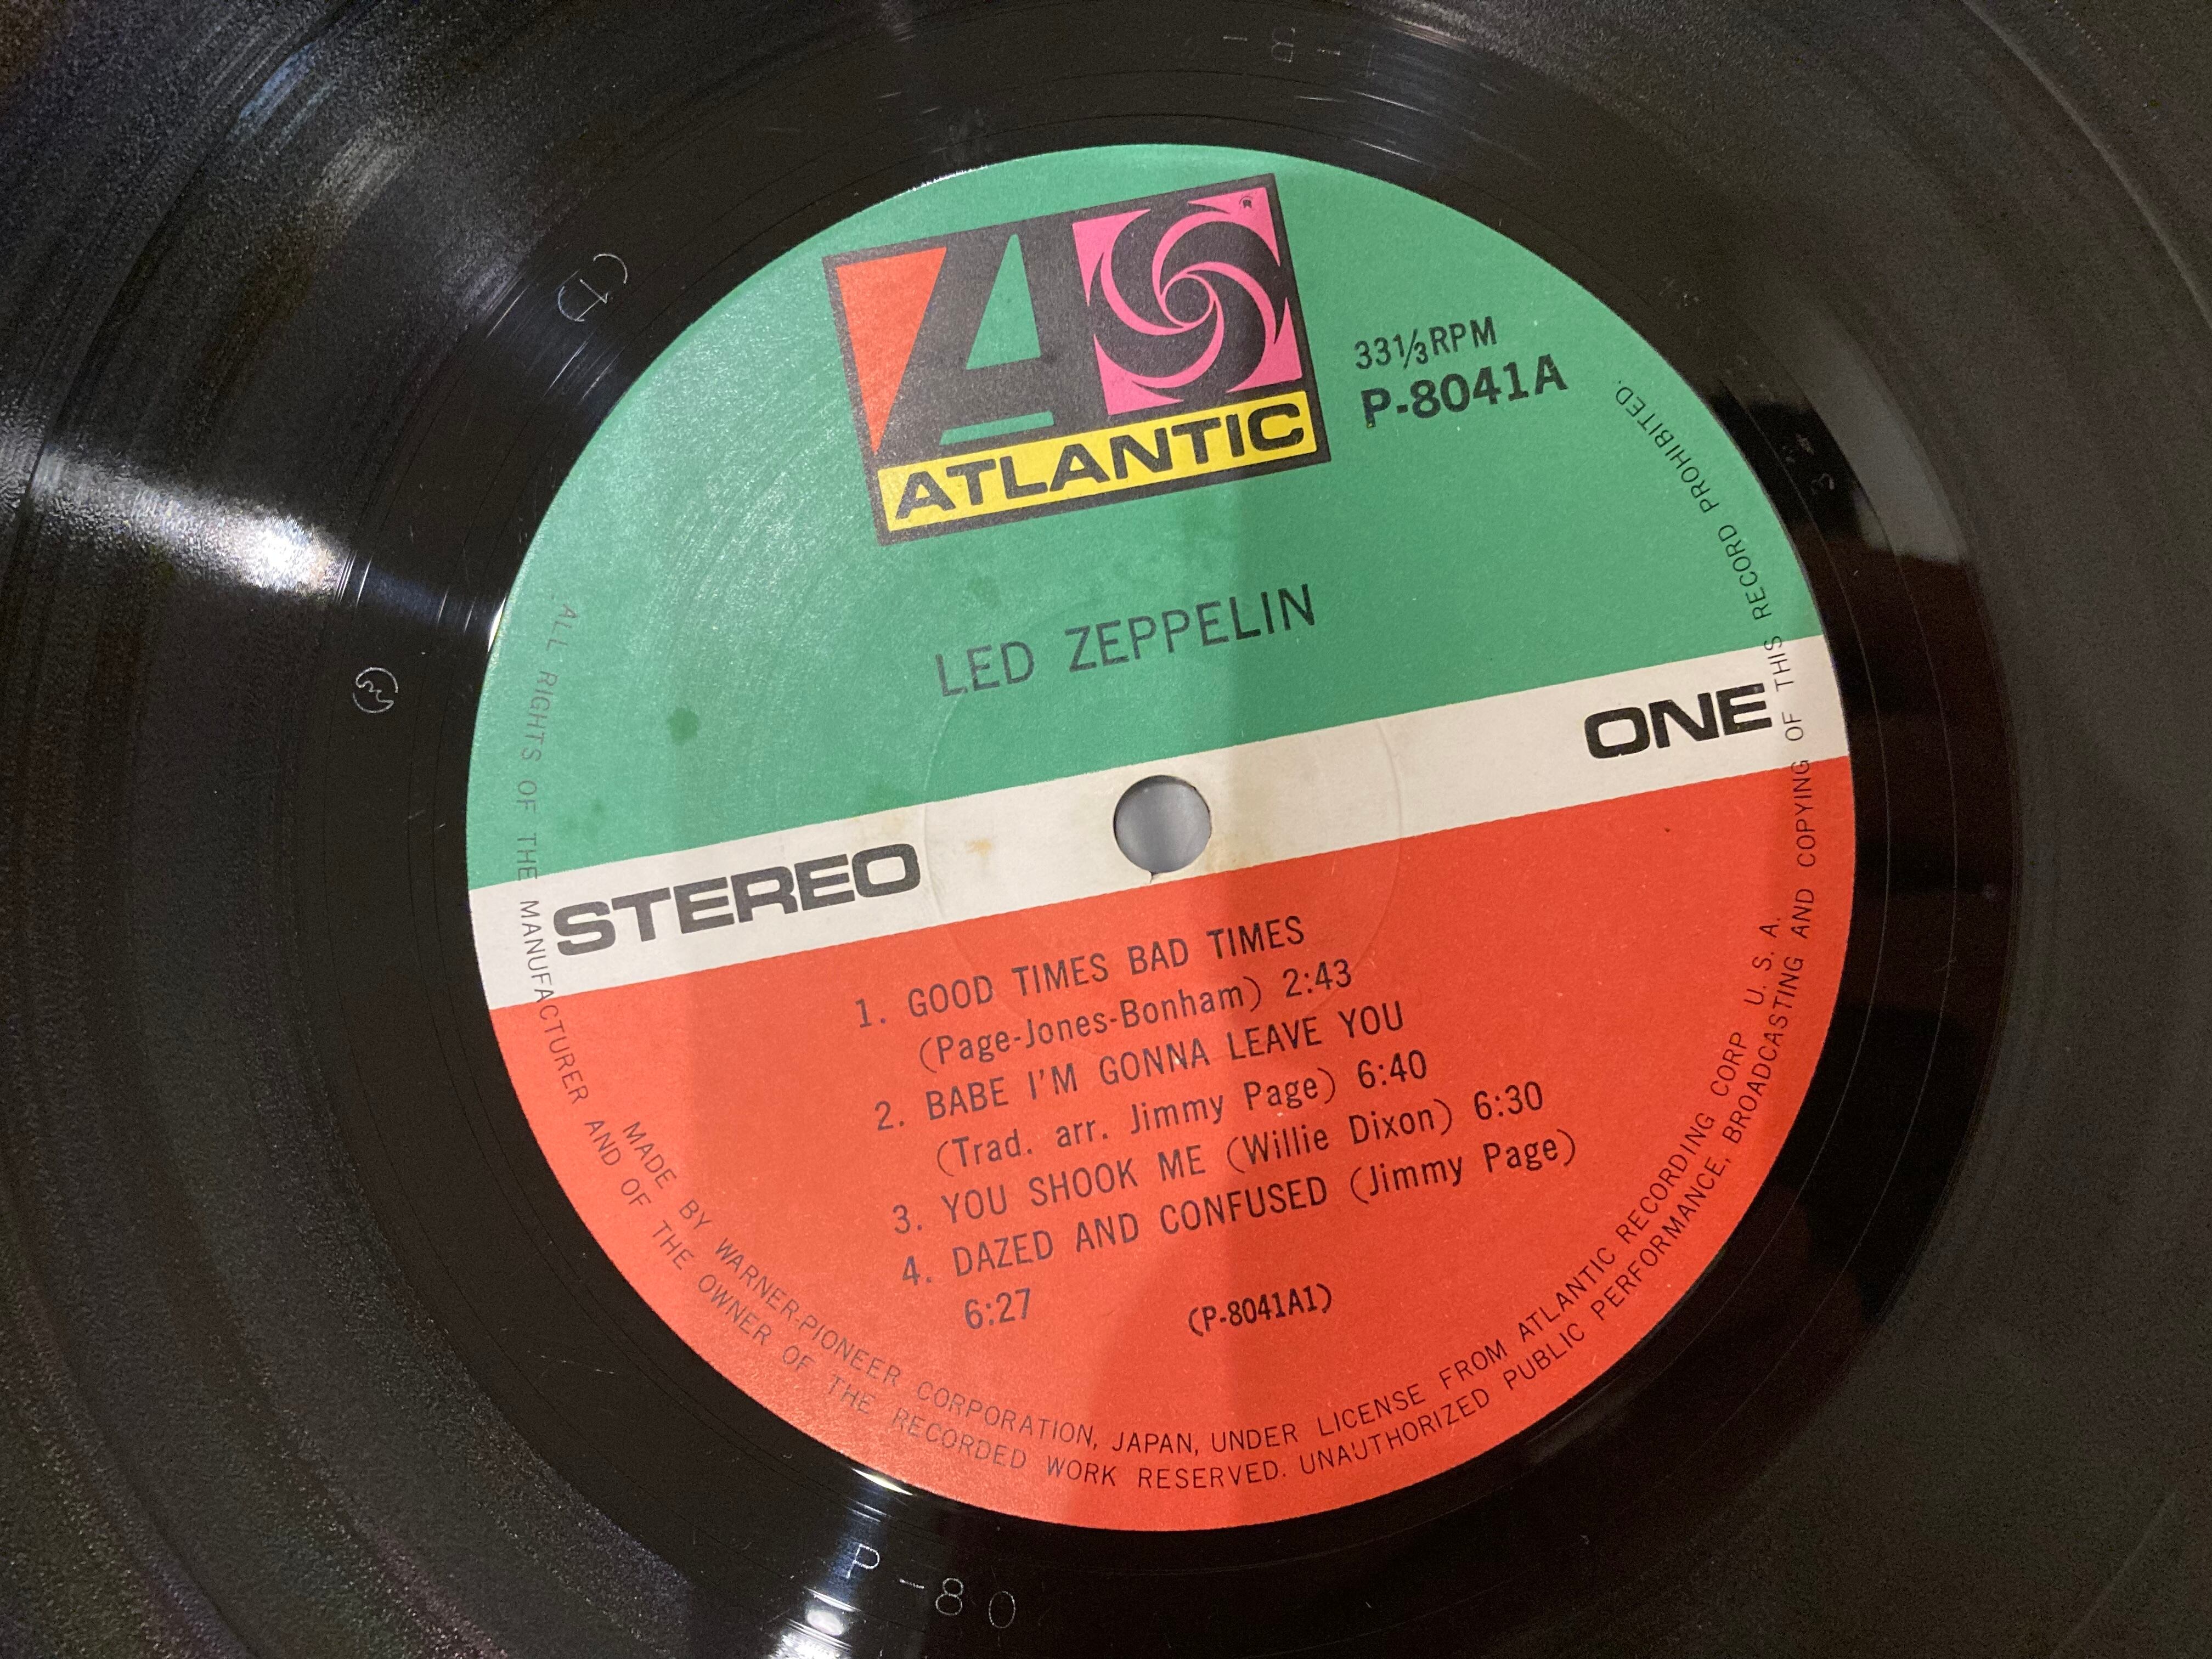 ATLANTIC
®
33⅓RPM
P-8041A
LED ZEPPELIN
STEREO
ONE
1. GOOD TIMES BAD TIMES
(Page-Jones-Bonham) 2:43
2. BABE I'M GONNA LEAVE YOU
(Trad. arr. Jimmy Page) 6:40
3. YOU SHOOK ME (Willie Dixon) 6:30
4. DAZED AND CONFUSED (Jimmy Page)
6:27
(P-8041A1)
MADE BY WARNER-PIONEER CORPORATION, JAPAN, UNDER LICENSE FROM ATLANTIC RECORDING CORP U. S. A.
ALL RIGHTS OF THE MANUFACTURER AND OF THE OWNER OF THE RECORDED WORK RESERVED. UNAUTHORIZED PUBLIC PERFORMANCE, BROADCASTING AND COPYING OF THIS RECORD PROHIBITED.
P-80